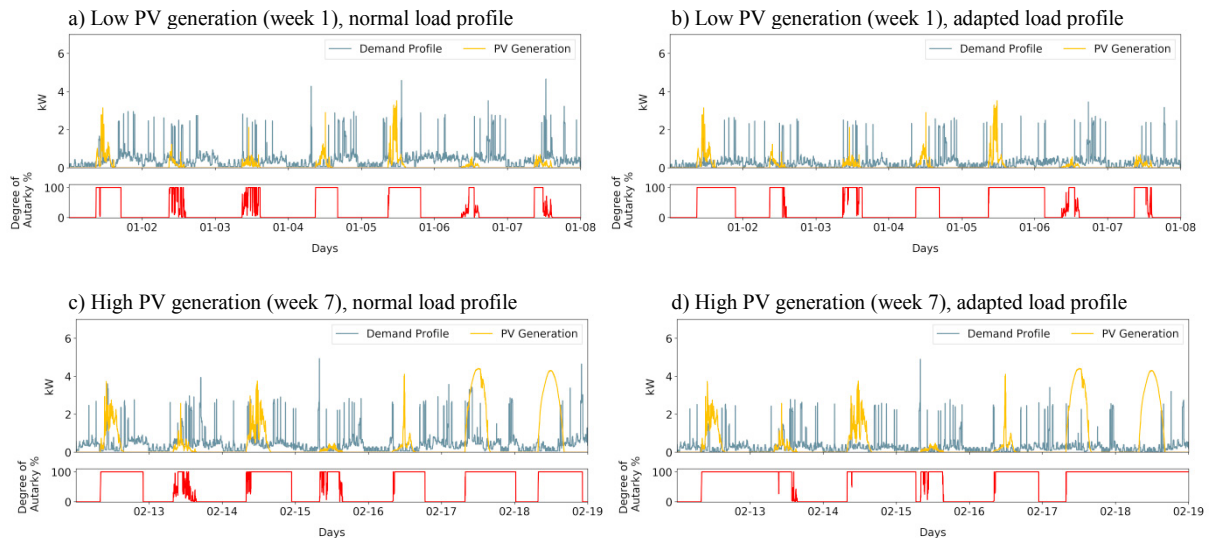 a) Low PV generation (week 1), normal load profile
Demand Profile PV Generation
6
4
2
0
kW
100
0
Degree of
Autarky %
01-02 01-03 01-04 01-05 01-06 01-07 01-08
Days
b) Low PV generation (week 1), adapted load profile
Demand Profile PV Generation
6
4
2
0
kW
100
0
Degree of
Autarky %
01-02 01-03 01-04 01-05 01-06 01-07 01-08
Days
c) High PV generation (week 7), normal load profile
Demand Profile PV Generation
6
4
2
0
kW
100
0
Degree of
Autarky %
02-13 02-14 02-15 02-16 02-17 02-18 02-19
Days
d) High PV generation (week 7), adapted load profile
Demand Profile PV Generation
6
4
2
0
kW
100
0
Degree of
Autarky %
02-13 02-14 02-15 02-16 02-17 02-18 02-19
Days